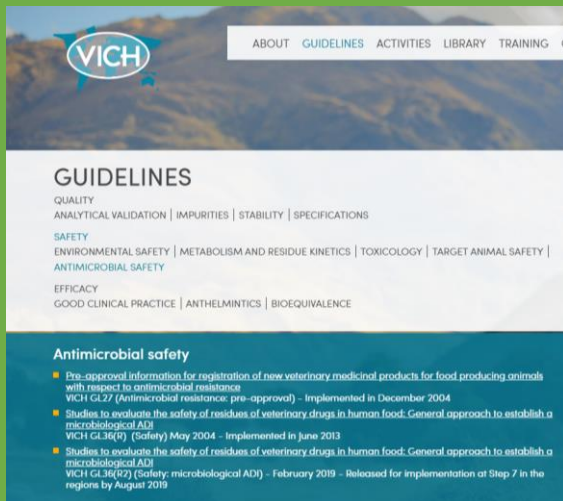 VICH
ABOUT GUIDELINES ACTIVITIES LIBRARY TRAINING
GUIDELINES
QUALITY
ANALYTICAL VALIDATION | IMPURITIES | STABILITY | SPECIFICATIONS
SAFETY
ENVIRONMENTAL SAFETY | METABOLISM AND RESIDUE KINETICS | TOXICOLOGY | TARGET ANIMAL SAFETY |
ANTIMICROBIAL SAFETY
EFFICACY
GOOD CLINICAL PRACTICE | ANTHELMINTICS | BIOEQUIVALENCE
Antimicrobial safety
Pre-approval information for registration of new veterinary medicinal products for food producing animals
with respect to antimicrobial resistance
VICH GL27 (Antimicrobial resistance: pre-approval) - Implemented in December 2004
Studies to evaluate the safety of residues of veterinary drugs in human food: General approach to establish a
microbiological ADI
VICH GL36(R) (Safety) May 2004 - Implemented in June 2013
Studies to evaluate the safety of residues of veterinary drugs in human food: General approach to establish a
microbiological ADI
VICH GL36(R2) (Safety: microbiological ADI) - February 2019 - Released for implementation at Step 7 in the
regions by August 2019